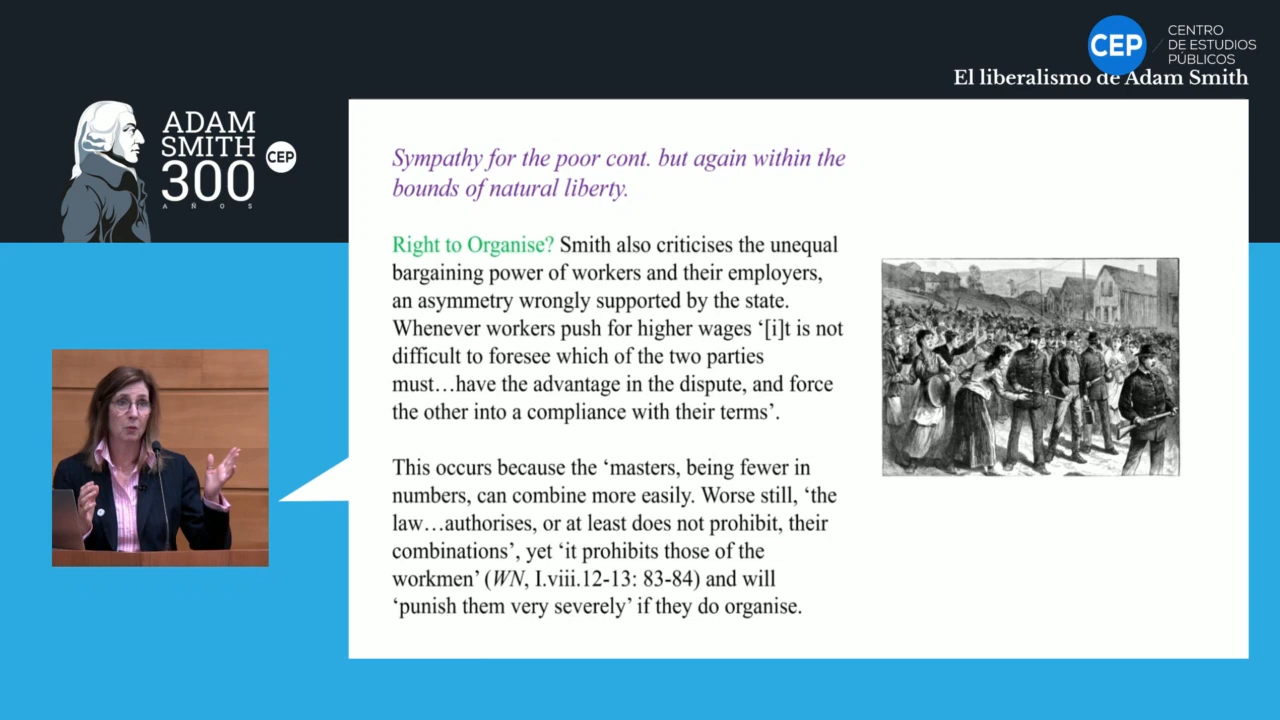 CEP
CENTRO
DE ESTUDIOS
PÚBLICOS
El liberalismo de Adam Smith
ADAM
SMITH
300
AÑOS
CEP
Sympathy for the poor cont. but again within the
bounds of natural liberty.
Right to Organise? Smith also criticises the unequal
bargaining power of workers and their employers,
an asymmetry wrongly supported by the state.
Whenever workers push for higher wages ‘[i]t is not
difficult to foresee which of the two parties
must…have the advantage in the dispute, and force
the other into a compliance with their terms’.
This occurs because the ‘masters, being fewer in
numbers, can combine more easily. Worse still, ‘the
law…authorises, or at least does not prohibit, their
combinations’, yet ‘it prohibits those of the
workmen’ (WN, I.viii.12-13: 83-84) and will
‘punish them very severely’ if they do organise.